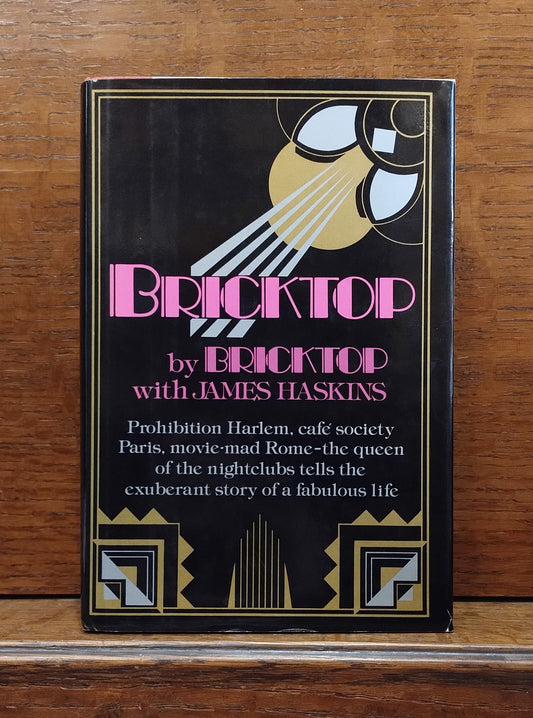 BRICKTOP
by BRICKTOP
with JAMES HASKINS
Prohibition Harlem, café society
Paris, movie-mad Rome–the queen
of the nightclubs tells the
exuberant story of a fabulous life